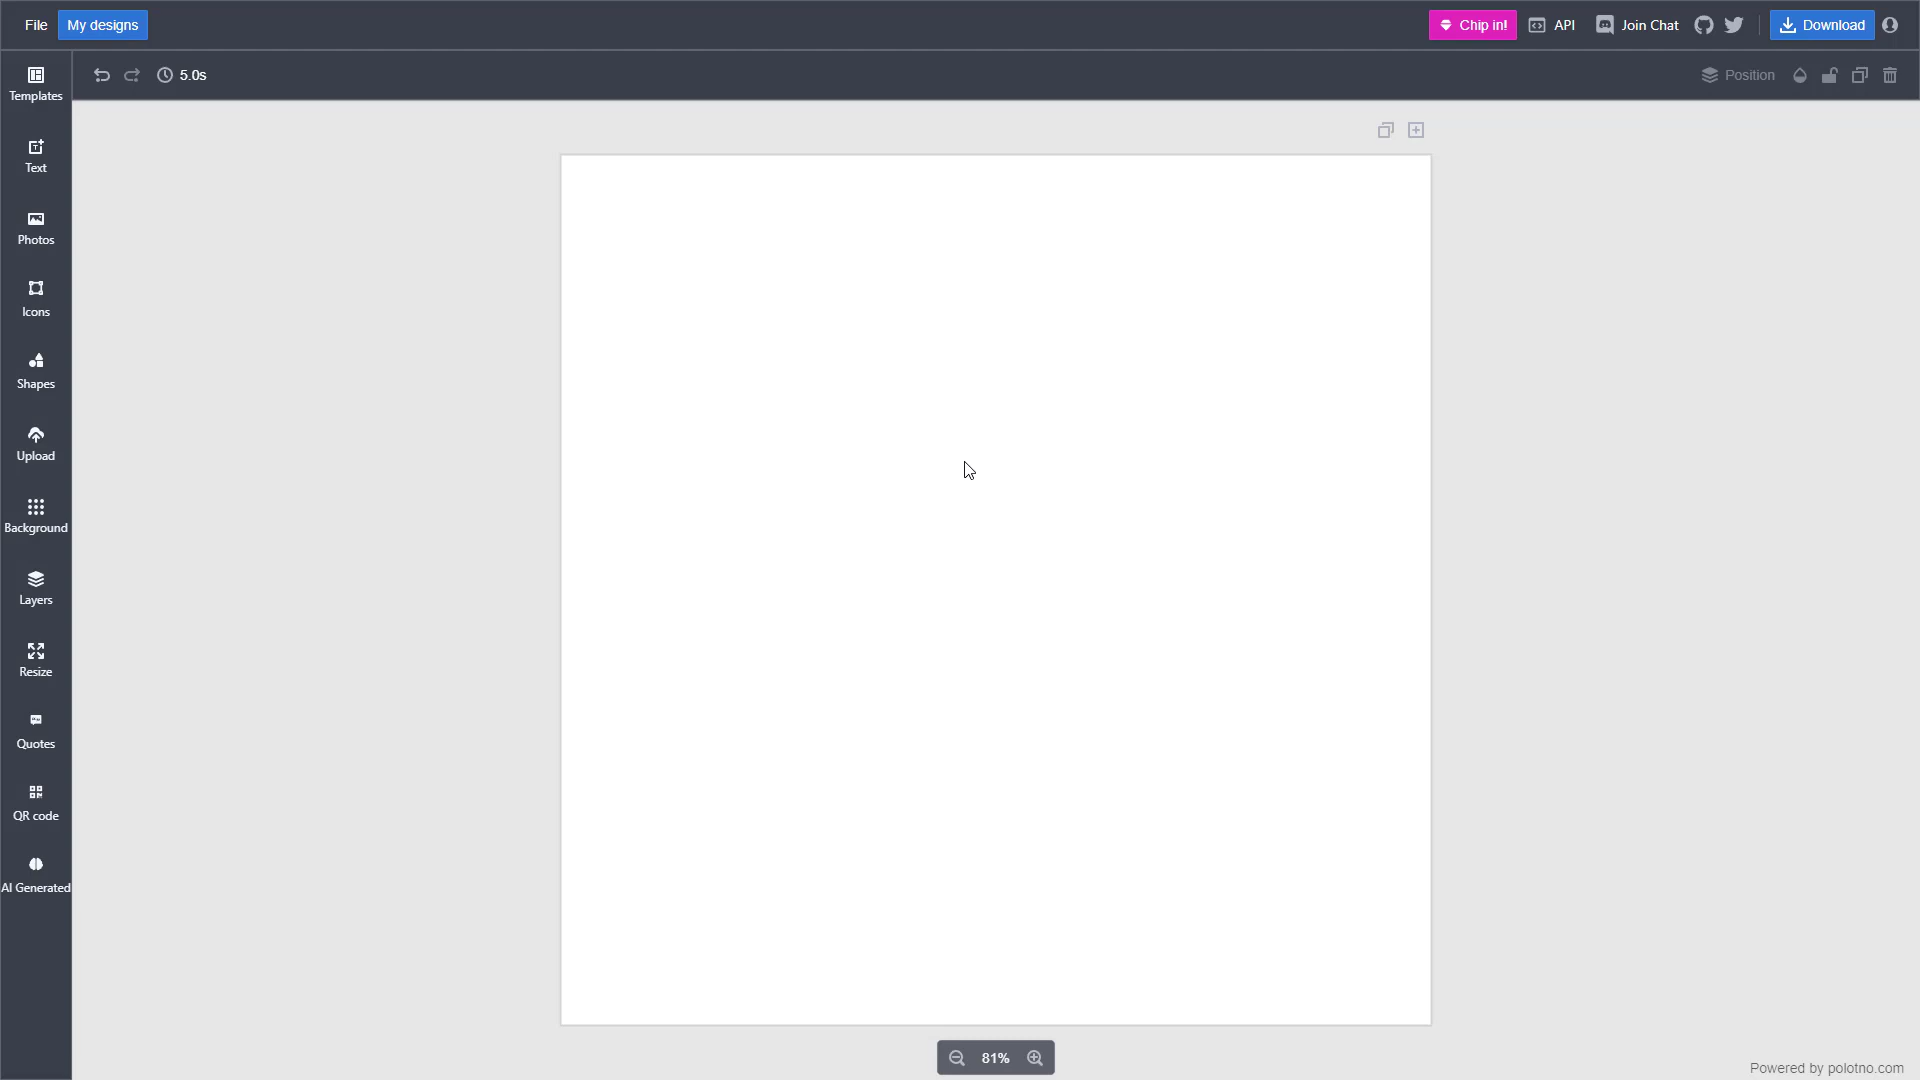 File My designs Chip in! API Join Chat Download
5.0s Position
Templates
Text
Photos
Icons
Shapes
Upload
Background
Layers
Resize
Quotes
QR code
AI Generated
81%
Powered by polotno.com